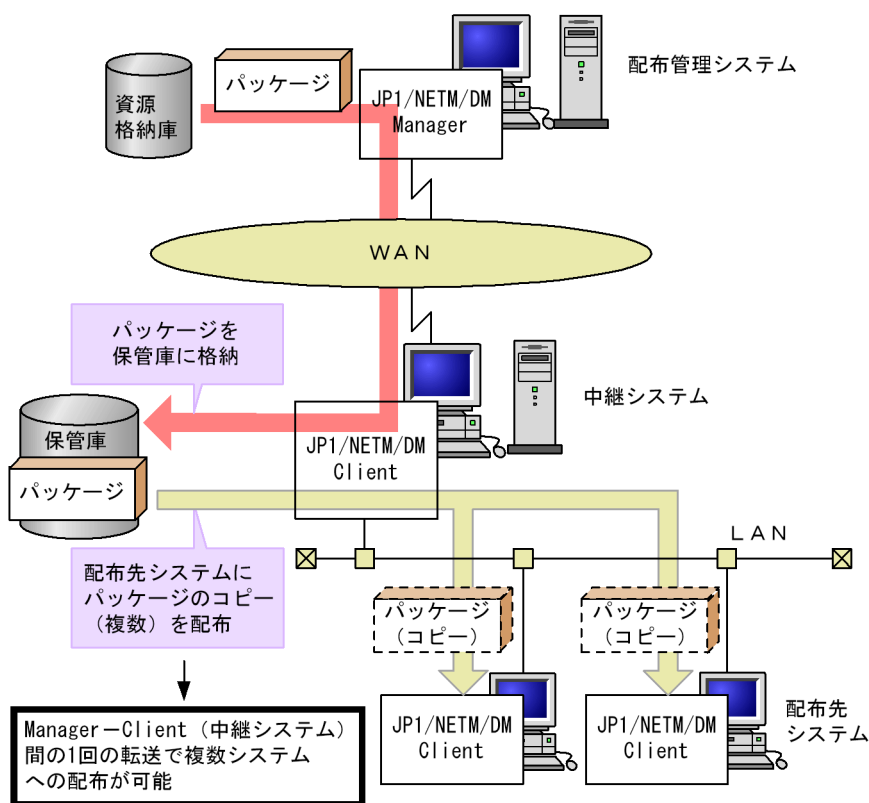 パッケージ
資源
格納庫
JP1/NETM/DM
Manager
配布管理システム
WAN
パッケージを
保管庫に格納
中継システム
保管庫
パッケージ
JP1/NETM/DM
Client
LAN
配布先システムに
パッケージのコピー
(複数)を配布
パッケージ
(コピー)
パッケージ
(コピー)
JP1/NETM/DM
Client
JP1/NETM/DM
Client
配布先
システム
Manager-Client(中継システム)
間の1回の転送で複数システム
への配布が可能